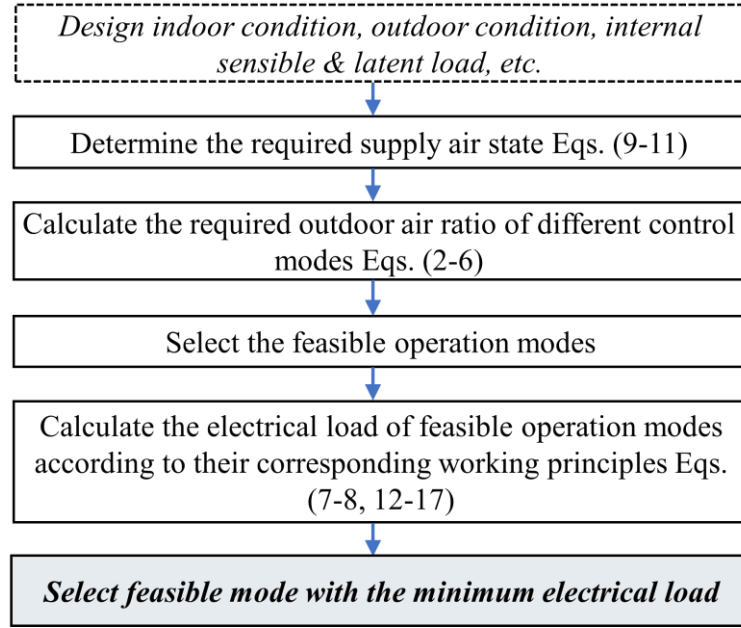 Design indoor condition, outdoor condition, internal
sensible & latent load, etc.
Determine the required supply air state Eqs. (9-11)
Calculate the required outdoor air ratio of different control
modes Eqs. (2-6)
Select the feasible operation modes
Calculate the electrical load of feasible operation modes
according to their corresponding working principles Eqs.
(7-8, 12-17)
Select feasible mode with the minimum electrical load